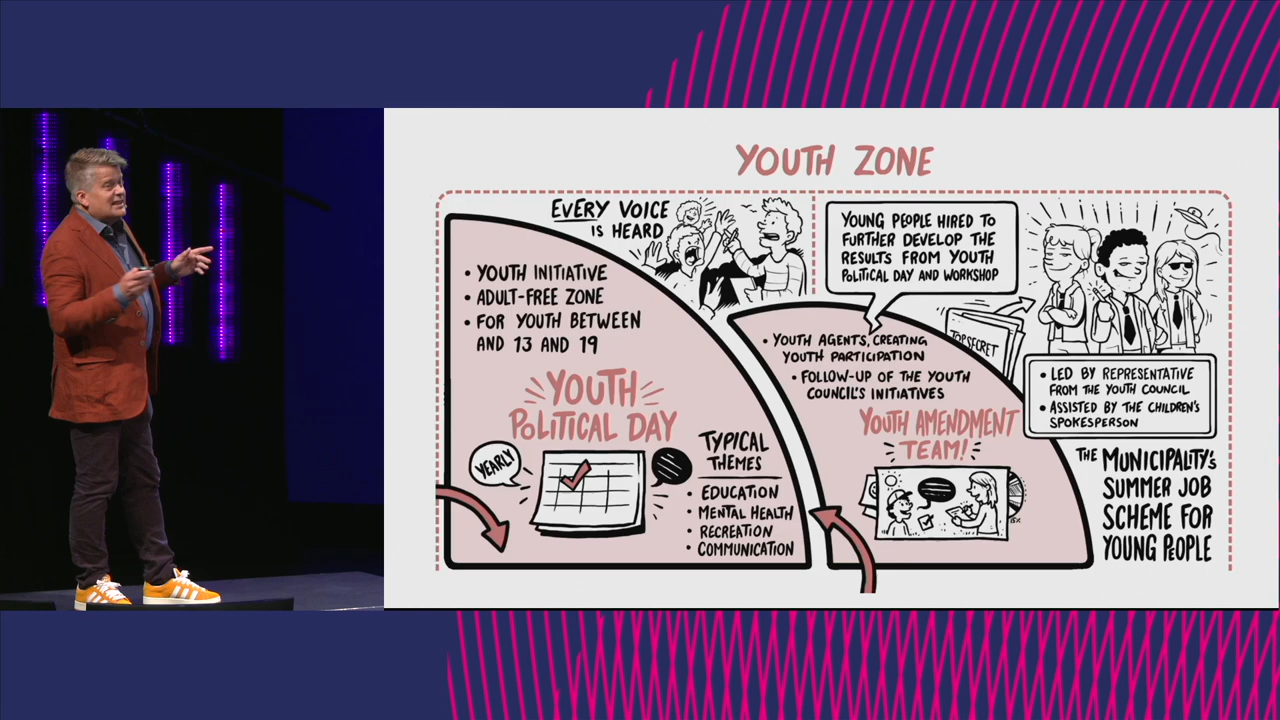 YOUTH ZONE
EVERY VOICE
IS HEARD
• YOUTH INITIATIVE
• ADULT-FREE ZONE
• FOR YOUTH BETWEEN
AND 13 AND 19
YOUTH
POLITICAL DAY
YEARLY
TYPICAL
THEMES
• EDUCATION
• MENTAL HEALTH
• RECREATION
• COMMUNICATION
YOUNG PEOPLE HIRED TO
FURTHER DEVELOP THE
RESULTS FROM YOUTH
POLITICAL DAY AND WORKSHOP
• YOUTH AGENTS, CREATING
YOUTH PARTICIPATION
• FOLLOW-UP OF THE YOUTH
COUNCIL'S INITIATIVES
YOUTH AMENDMENT
TEAM!
TOP SECRET
15%
• LED BY REPRESENTATIVE
FROM THE YOUTH COUNCIL
• ASSISTED BY THE CHILDREN'S
SPOKESPERSON
THE MUNICIPALITY'S
SUMMER JOB
SCHEME FOR
YOUNG PEOPLE